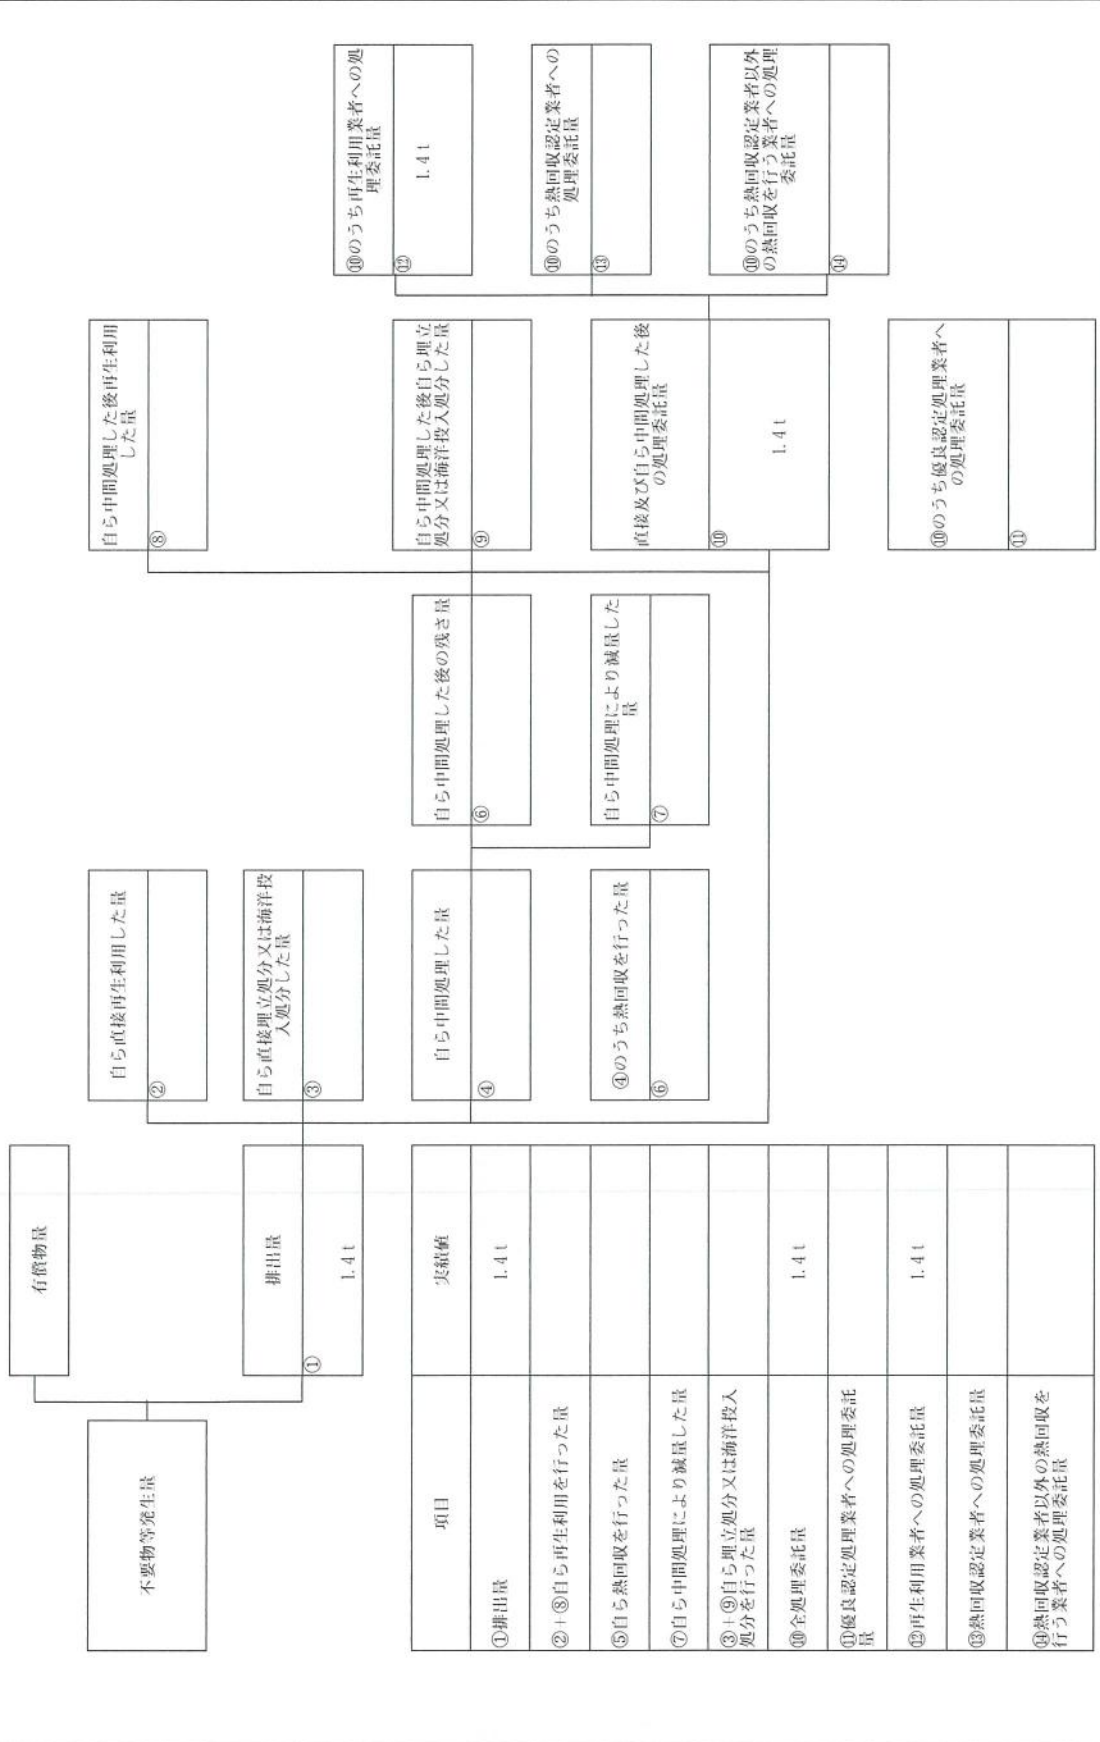 有償物量
不要物等発生量
排出量
①
1.4 t
自ら直接再生利用した量
②
自ら直接埋立処分又は海洋投
入処分した量
③
自ら中間処理した量
④
④のうち熱回収を行った量
⑥
自ら中間処理した後の残さ量
⑥
自ら中間処理により減量した
量
⑦
自ら中間処理した後再生利用
した量
⑧
自ら中間処理した後自ら埋立
処分又は海洋投入処分した量
⑨
直接及び自ら中間処理した後
の処理委託量
⑩
1.4 t
⑩のうち優良認定処理業者へ
の処理委託量
⑪
⑩のうち再生利用業者への処
理委託量
⑫
1.4 t
⑩のうち熱回収認定業者への
処理委託量
⑬
⑩のうち熱回収認定業者以外
の熱回収を行う業者への処理
委託量
⑭
項目 実績値
①排出量 1.4 t
②+⑧自ら再生利用を行った量
⑤自ら熱回収を行った量
⑦自ら中間処理により減量した量
③+⑨自ら埋立処分又は海洋投入
処分を行った量
⑩全処理委託量 1.4 t
⑪優良認定処理業者への処理委託
量
⑫再生利用業者への処理委託量 1.4 t
⑬熱回収認定業者への処理委託量
⑭熱回収認定業者以外の熱回収を
行う業者への処理委託量